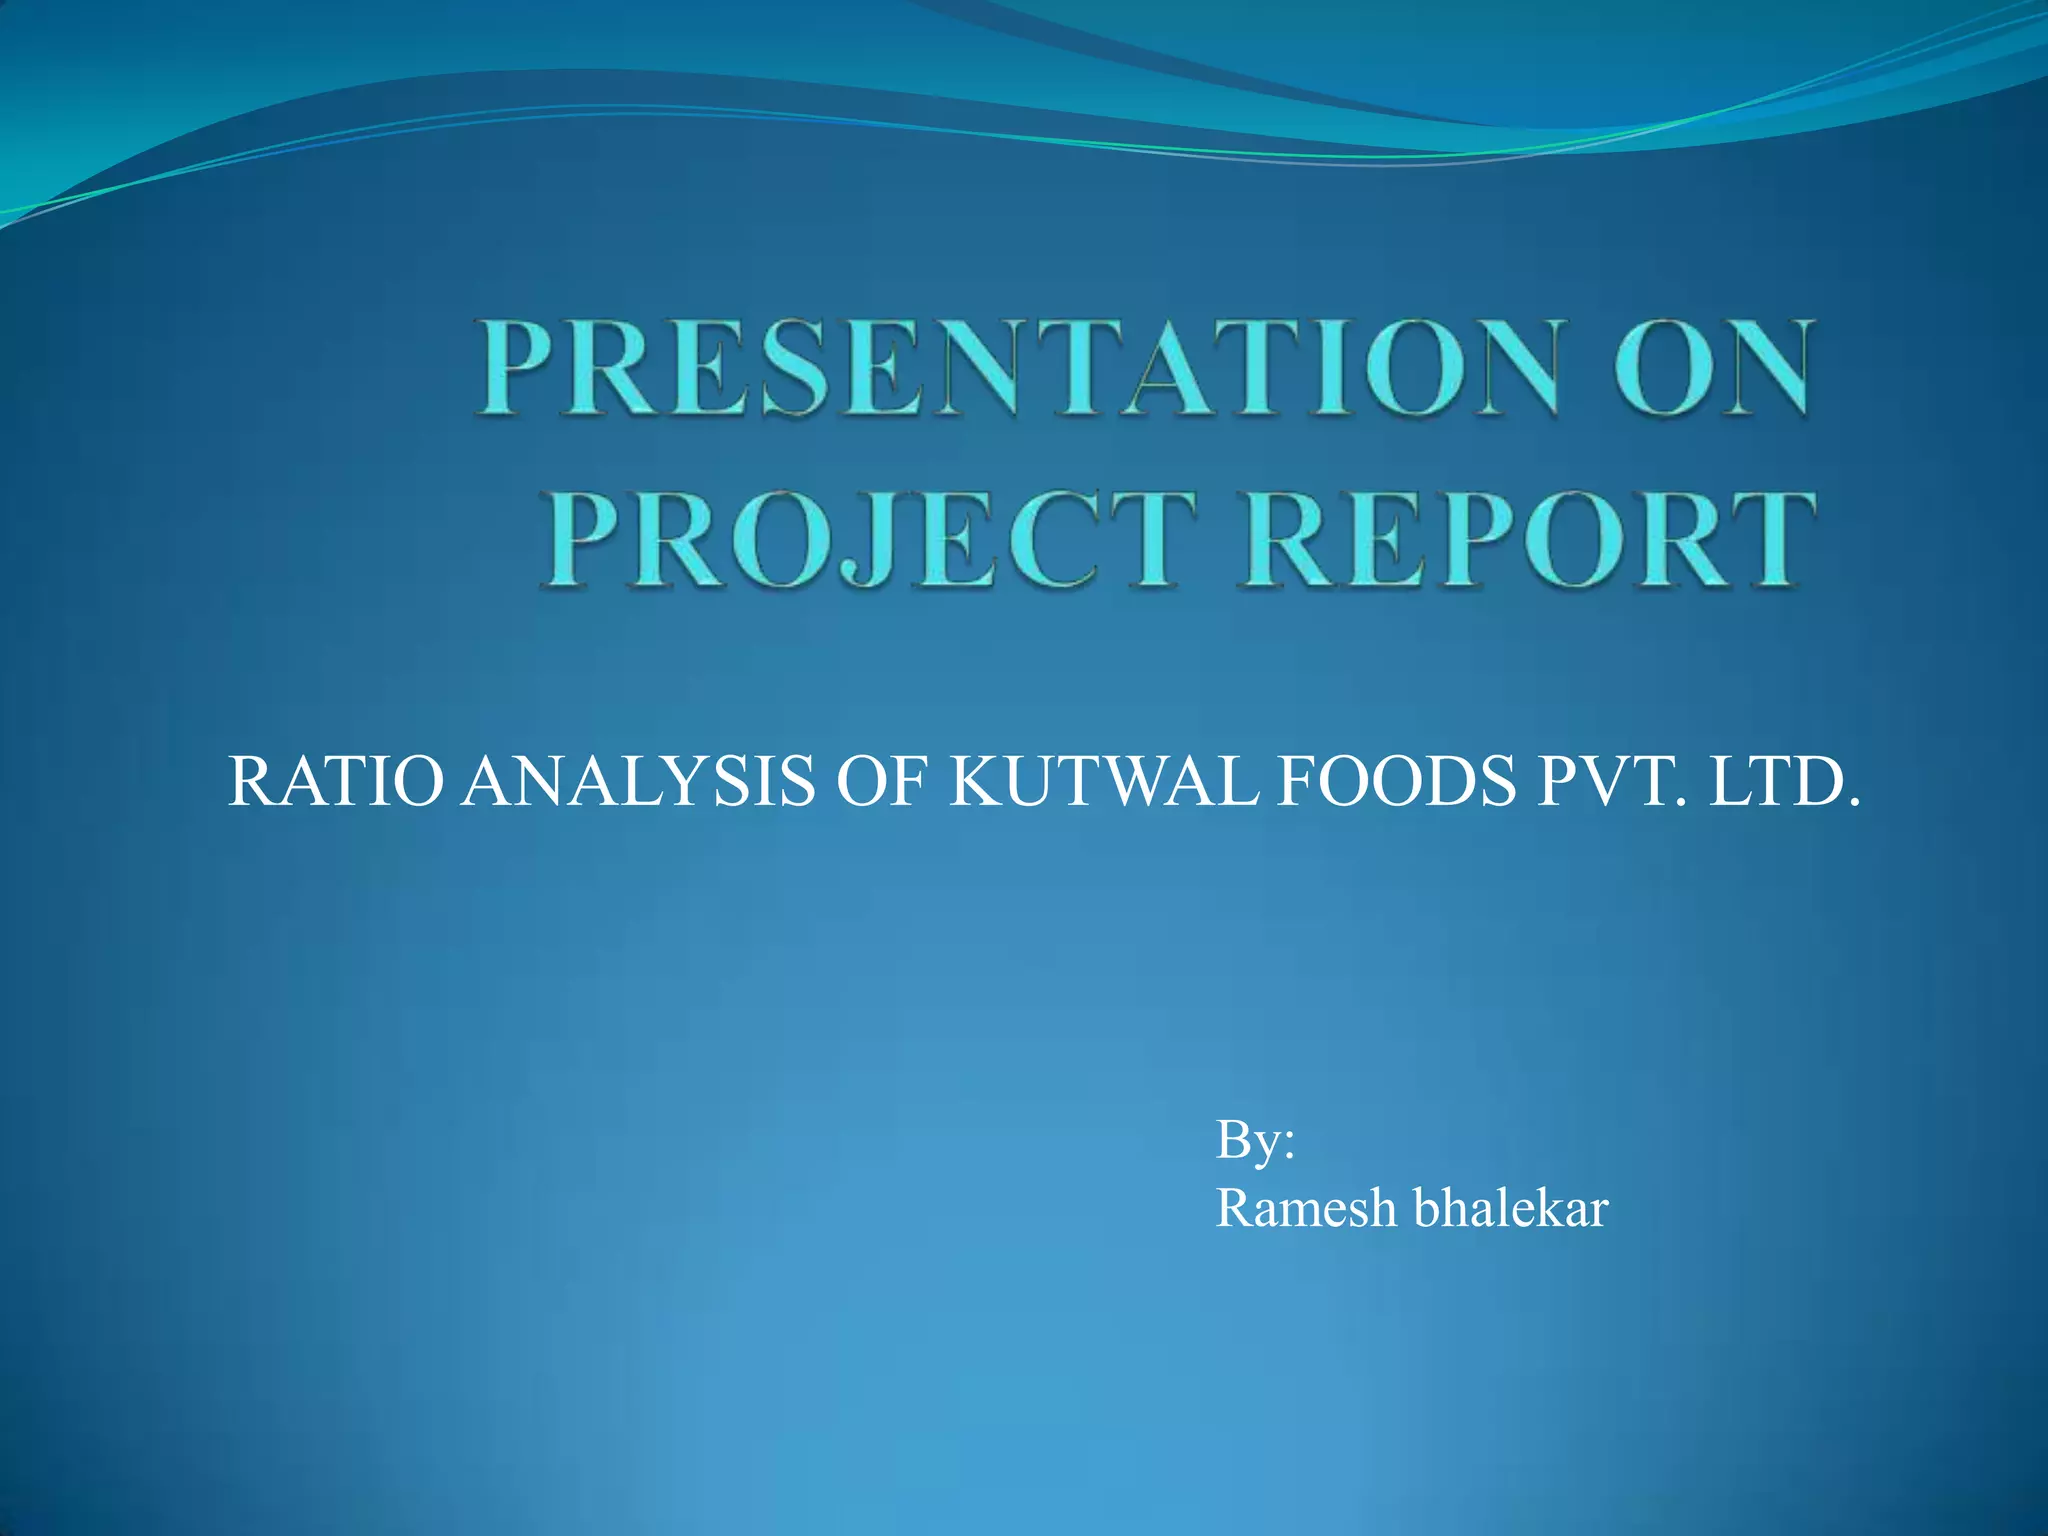 PRESENTATION ON
PROJECT REPORT
RATIO ANALYSIS OF KUTWAL FOODS PVT. LTD.
By:
Ramesh bhalekar